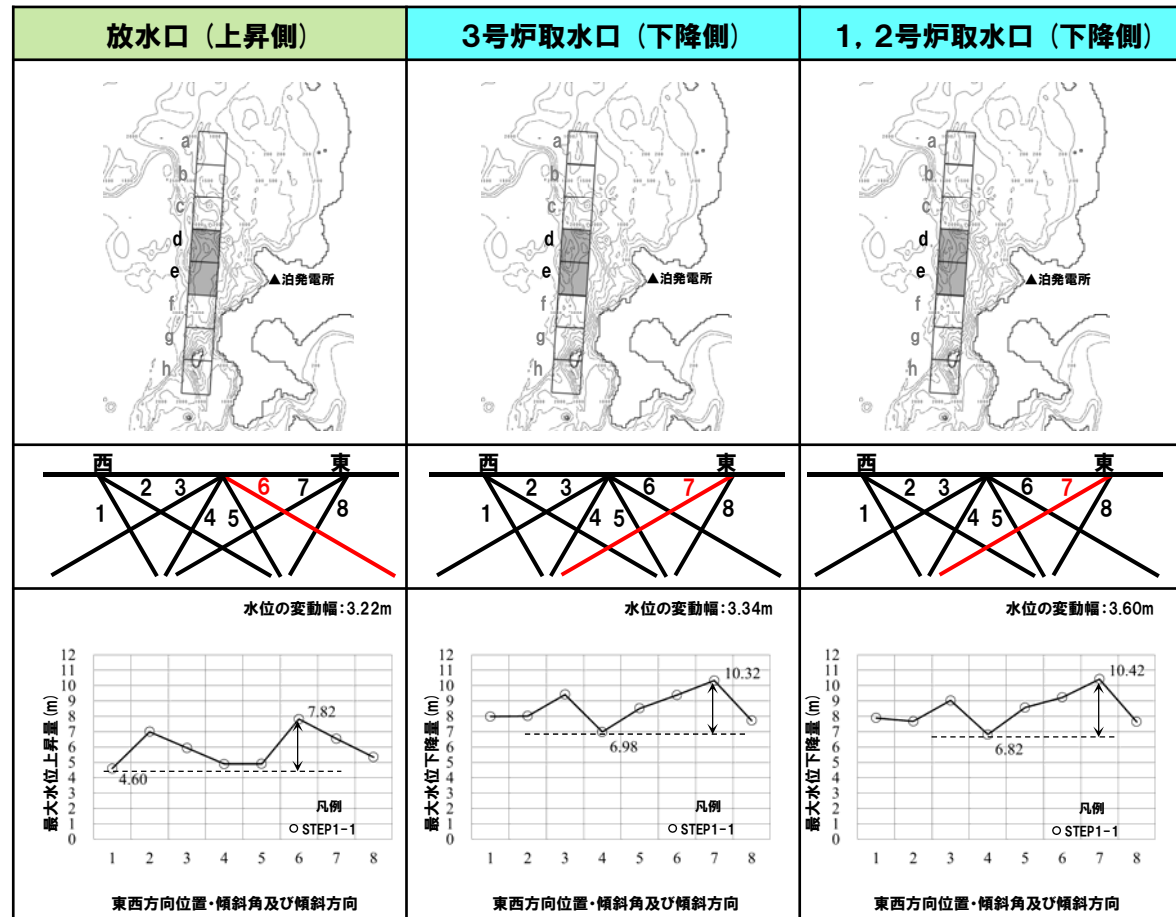 放水口（上昇側）
3号炉取水口（下降側）
1，2号炉取水口（下降側）
a
b
c
d
e
▲泊発電所
f
g
h
a
b
c
d
e
▲泊発電所
f
g
h
a
b
c
d
e
▲泊発電所
f
g
h
西 東
2 3 6 7
1 4 5 8
西 東
2 3 6 7
1 4 5 8
西 東
2 3 6 7
1 4 5 8
水位の変動幅：3.22m
最大水位上昇量(m)
12
11
10
9
8
7
6
5
4
3
2
1
0
7.82
4.60
凡例
○ STEP1-1
1 2 3 4 5 6 7 8
東西方向位置・傾斜角及び傾斜方向
水位の変動幅：3.34m
最大水位下降量(m)
12
11
10
9
8
7
6
5
4
3
2
1
0
10.32
6.98
凡例
○ STEP1-1
1 2 3 4 5 6 7 8
東西方向位置・傾斜角及び傾斜方向
水位の変動幅：3.60m
最大水位下降量(m)
12
11
10
9
8
7
6
5
4
3
2
1
0
10.42
6.82
凡例
○ STEP1-1
1 2 3 4 5 6 7 8
東西方向位置・傾斜角及び傾斜方向